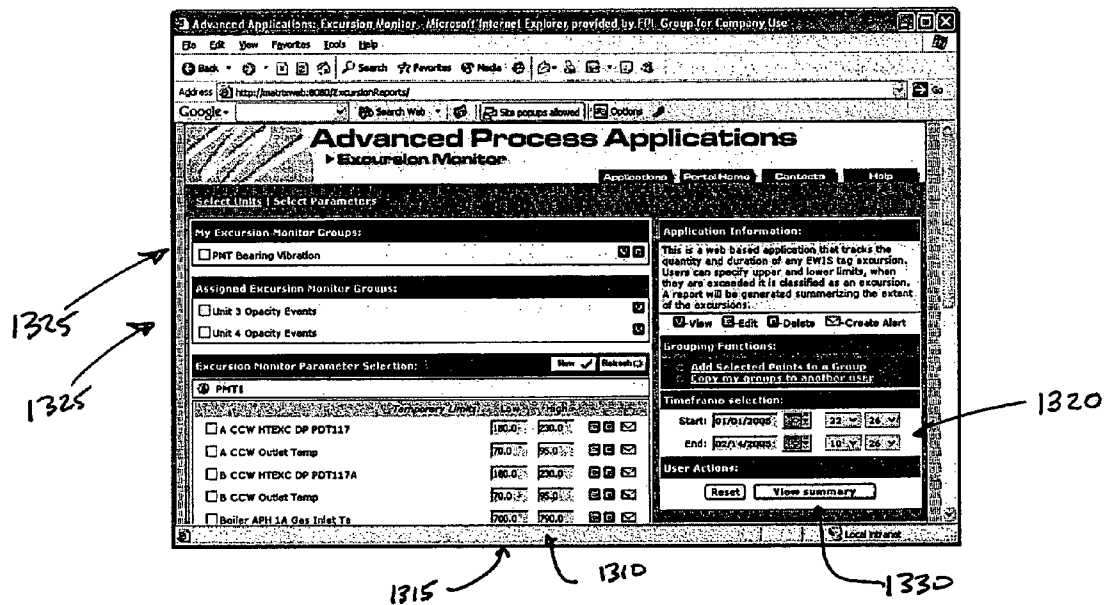 Advanced Applications: Excursion Monitor - Microsoft Internet Explorer provided by FPL Group for Company Use
File Edit View Favorites Tools Help
Back Search Favorites Media
Address http://matrixweb:8080/ExcursionReports/ Go
Google Search Web Site popups allowed Options
Advanced Process Applications
Excursion Monitor
Applications Portal Home Contacts Help
Select Units | Select Parameters
My Excursion Monitor Groups:
PMT Bearing Vibration V D
Assigned Excursion Monitor Groups:
Unit 3 Opacity Events V
Unit 4 Opacity Events V
Excursion Monitor Parameter Selection: New Refresh
PMT1
Temporary Limits Low High
A CCW HTEXC DP PDT117 180.0 230.0 E D
A CCW Outlet Temp 70.0 95.0 E D
B CCW HTEXC DP PDT117A 180.0 230.0 E D
B CCW Outlet Temp 70.0 95.0 E D
Boiler APH 1A Gas Inlet Te 700.0 790.0 E D
Application Information:
This is a web based application that tracks the
quantity and duration of any EWIS tag excursion.
Users can specify upper and lower limits, when
they are exceeded it is classified as an excursion.
A report will be generated summerizing the extent
of the excursions.
V-View E-Edit D-Delete -Create Alert
Grouping Functions:
Add Selected Points to a Group
Copy my groups to another user
Timeframe selection:
Start: 01/01/2005 22 26
End: 02/14/2005 10 26
User Actions:
Reset View summary
Local intranet
1325
1325
1320
1315
1310
1330